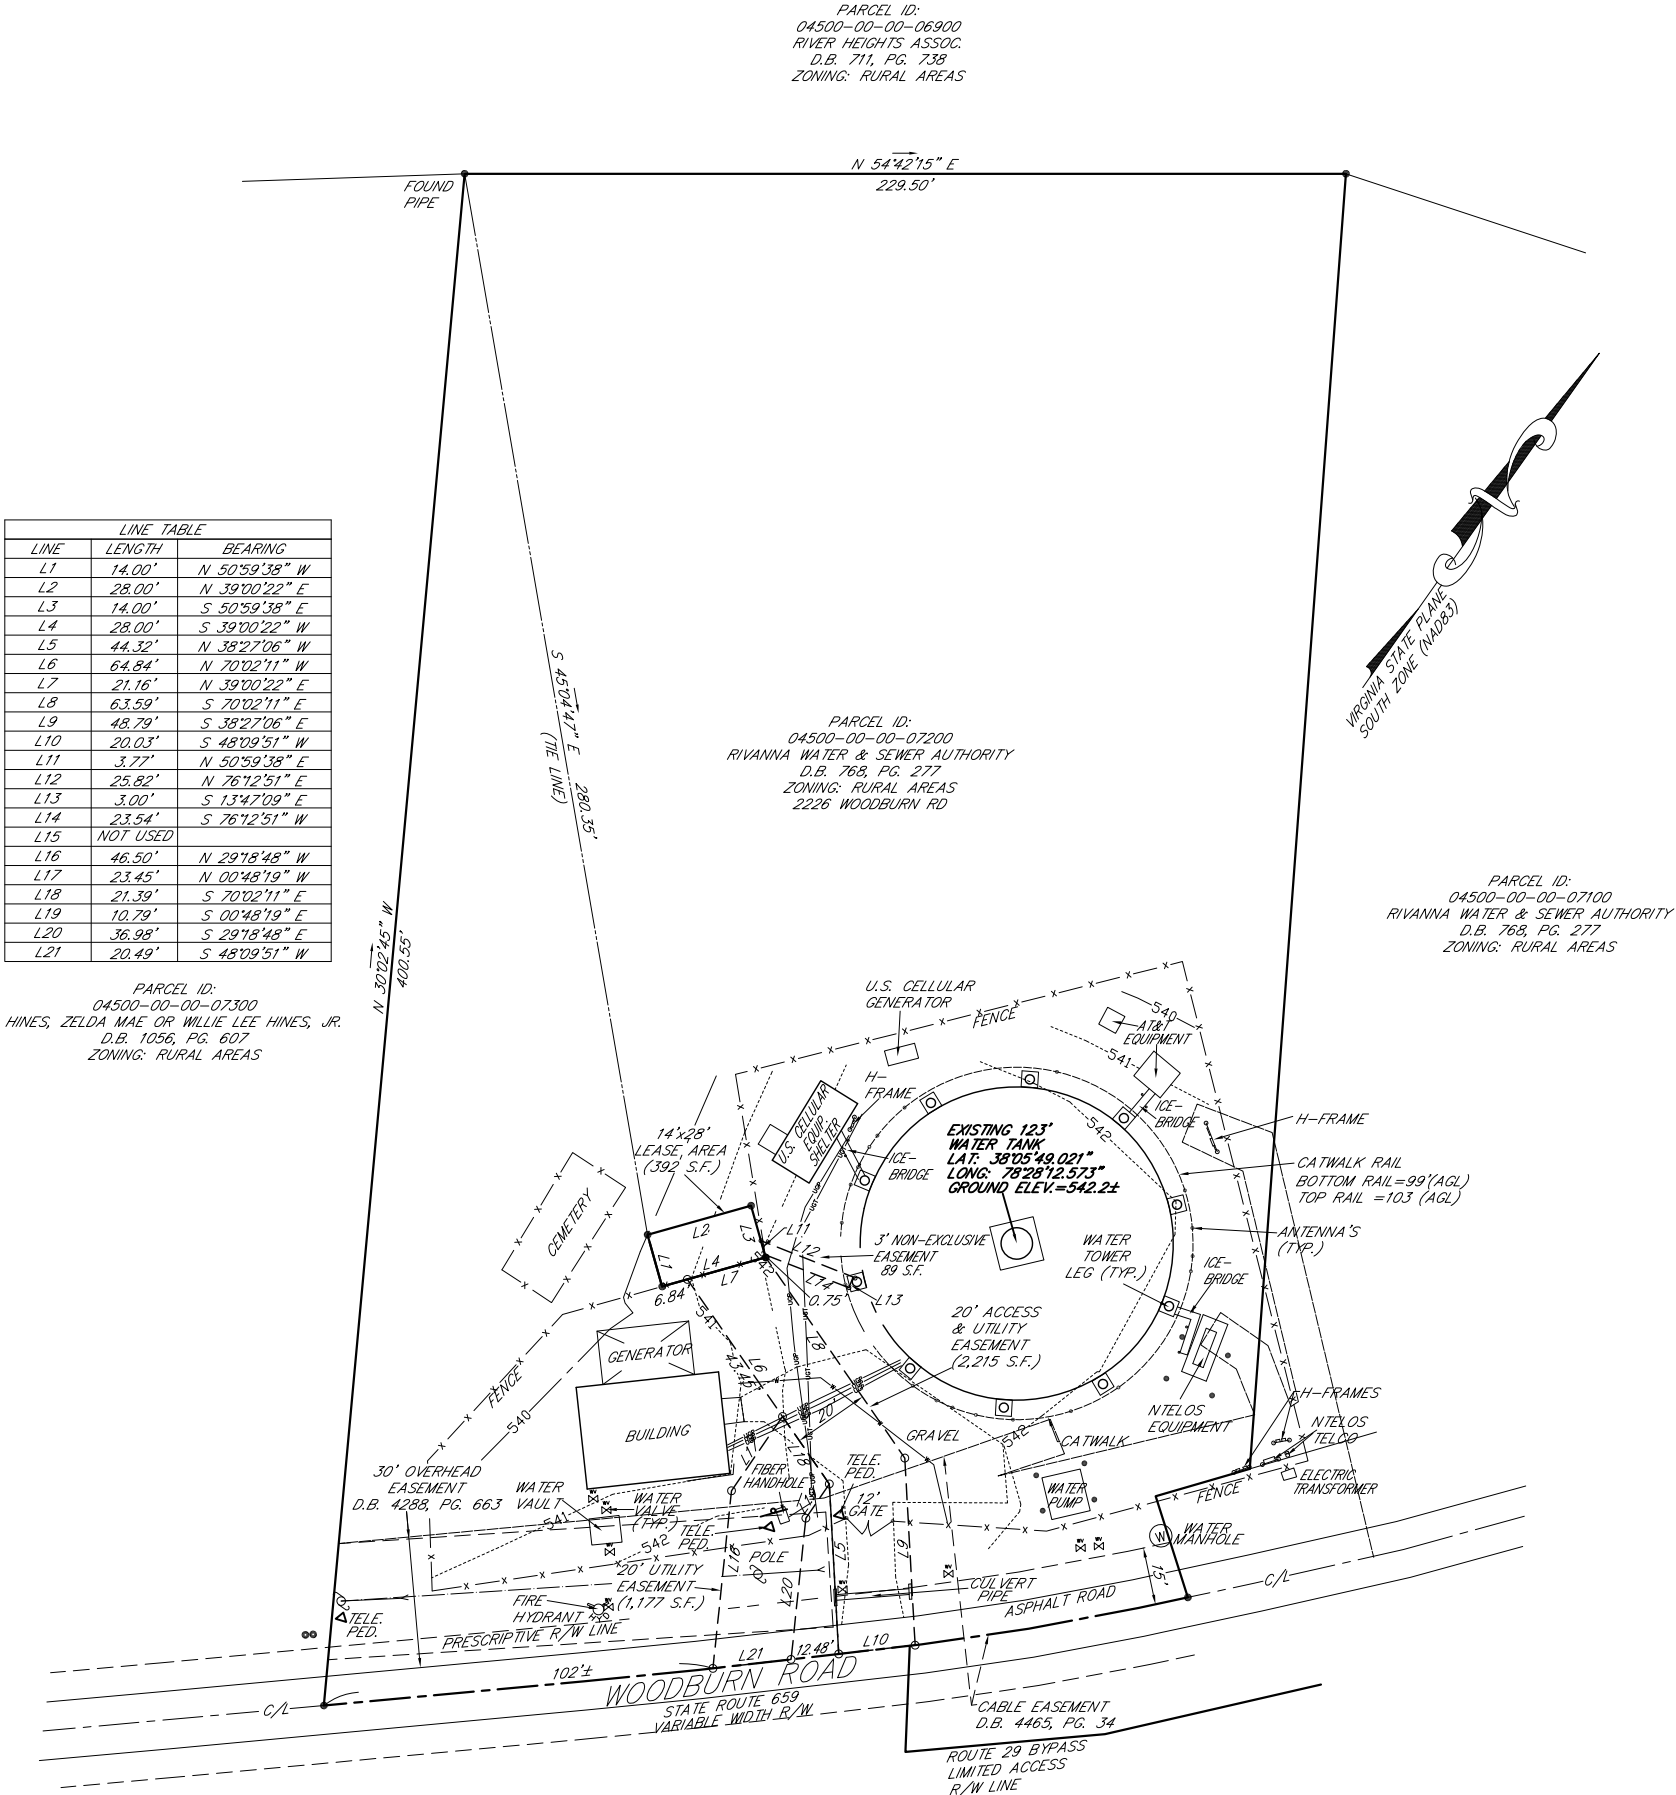 PARCEL ID:
04500-00-00-06900
RIVER HEIGHTS ASSOC.
D.B. 711, PG. 738
ZONING: RURAL AREAS
N 54°42'15" E
229.50'
FOUND
PIPE
VIRGINIA STATE PLANE
SOUTH ZONE (NAD83)
LINE TABLE
LINE LENGTH BEARING
L1 14.00' N 50°59'38" W
L2 28.00' N 39°00'22" E
L3 14.00' S 50°59'38" E
L4 28.00' S 39°00'22" W
L5 44.32' N 38°27'06" W
L6 64.84' N 70°02'11" W
L7 21.16' N 39°00'22" E
L8 63.59' S 70°02'11" E
L9 48.79' S 38°27'06" E
L10 20.03' S 48°09'51" W
L11 3.77' N 50°59'38" E
L12 25.82' N 76°12'51" E
L13 3.00' S 13°47'09" E
L14 23.54' S 76°12'51" W
L15 NOT USED
L16 46.50' N 29°18'48" W
L17 23.45' N 00°48'19" W
L18 21.39' S 70°02'11" E
L19 10.79' S 00°48'19" E
L20 36.98' S 29°18'48" E
L21 20.49' S 48°09'51" W
S 45°04'47" E 280.35'
(TIE LINE)
PARCEL ID:
04500-00-00-07200
RIVANNA WATER & SEWER AUTHORITY
D.B. 768, PG. 277
ZONING: RURAL AREAS
2226 WOODBURN RD
PARCEL ID:
04500-00-00-07100
RIVANNA WATER & SEWER AUTHORITY
D.B. 768, PG. 277
ZONING: RURAL AREAS
N 30°02'45" W
400.55'
PARCEL ID:
04500-00-00-07300
HINES, ZELDA MAE OR WILLIE LEE HINES, JR.
D.B. 1056, PG. 607
ZONING: RURAL AREAS
U.S. CELLULAR
GENERATOR
FENCE
540
AT&T
EQUIPMENT
541
H-
FRAME
U.S. CELLULAR
EQUIP
SHELTER
ICE-
BRIDGE
542
ICE-
BRIDGE
H-FRAME
EXISTING 123'
WATER TANK
LAT: 38°05'49.021"
LONG: 78°28'12.573"
GROUND ELEV.=542.2±
CATWALK RAIL
BOTTOM RAIL=99'(AGL)
TOP RAIL =103 (AGL)
14'x28'
LEASE AREA
(392 S.F.)
CEMETERY
L2
L3
L1
L4
L7
6.84'
542
L11
L12
L14
L13
0.75'
3' NON-EXCLUSIVE
EASEMENT
89 S.F.
WATER
TOWER
LEG (TYP.)
ANTENNA'S
(TYP.)
ICE-
BRIDGE
20' ACCESS
& UTILITY
EASEMENT
(2,215 S.F.)
541
L8
L6
43.45'
20'
GENERATOR
BUILDING
FENCE
540
NTELOS
EQUIPMENT
H-FRAMES
NTELOS
TELCO
CATWALK
542
GRAVEL
ELECTRIC
TRANSFORMER
FENCE
30' OVERHEAD
EASEMENT
D.B. 4288, PG. 663
WATER
VAULT
541
WATER
VALVE
(TYP.)
542
TELE.
PED.
FIBER
HANDHOLE
L18
TELE.
PED.
12'
GATE
WATER
PUMP
WATER
MANHOLE
W
15'
L16
POLE
L20
L5
L9
20' UTILITY
EASEMENT
(1,177 S.F.)
FIRE
HYDRANT
HYD
TELE.
PED.
PRESCRIPTIVE R/W LINE
CULVERT
PIPE
ASPHALT ROAD
C/L
L21
12.48'
L10
102'±
C/L
WOODBURN ROAD
STATE ROUTE 659
VARIABLE WIDTH R/W
CABLE EASEMENT
D.B. 4465, PG. 34
ROUTE 29 BYPASS
LIMITED ACCESS
R/W LINE